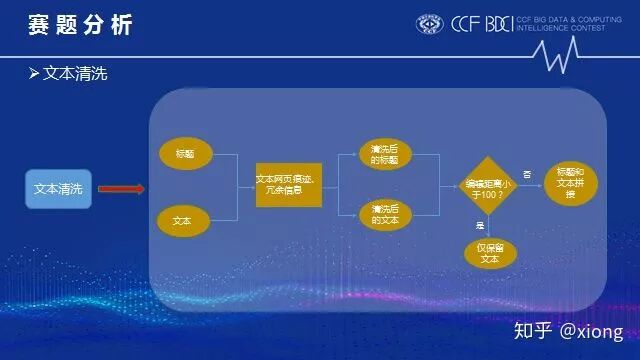 赛题分析
CCF BDCI
CCF BIG DATA & COMPUTING
INTELLIGENCE CONTEST
➢文本清洗
文本清洗
标题
文本
文本网页痕迹、
冗余信息
清洗后
的标题
清洗后
的文本
编辑距离小
于100？
否
标题和
文本拼
接
是
仅保留
文本
知乎 @xiong